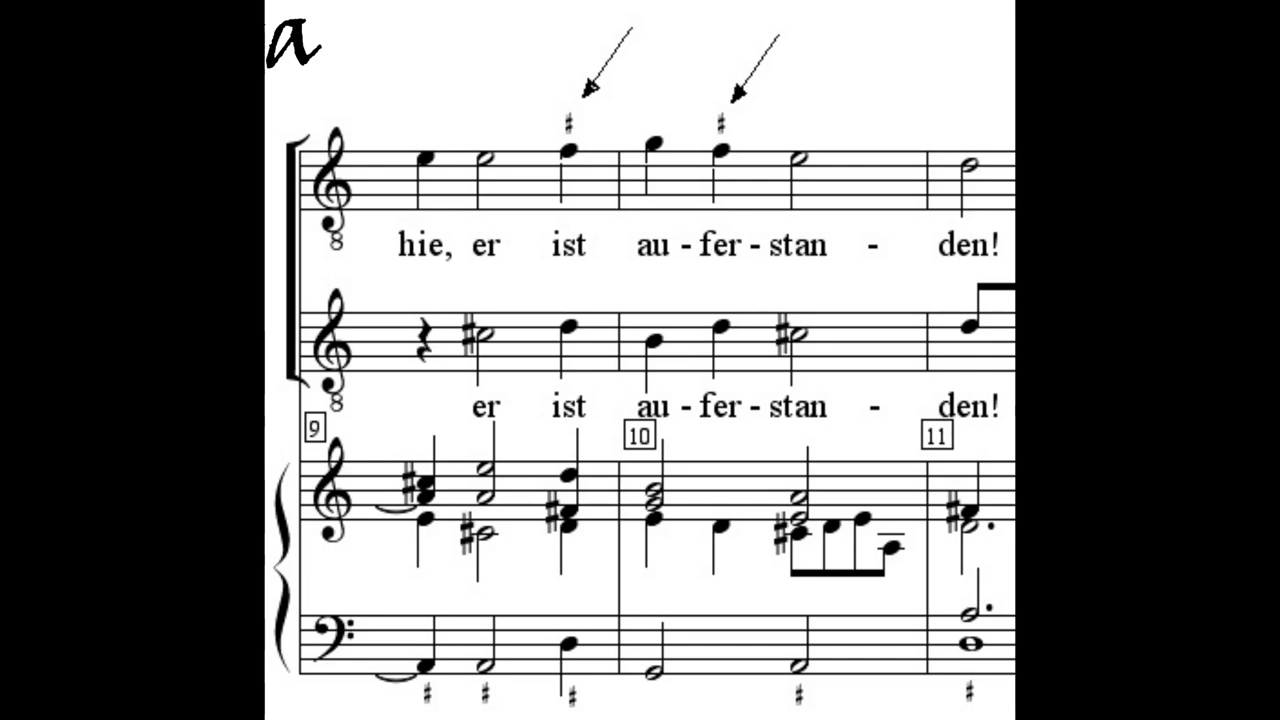 a
hie, er ist au - fer - stan - den!
er ist au - fer - stan - den!
9 10 11